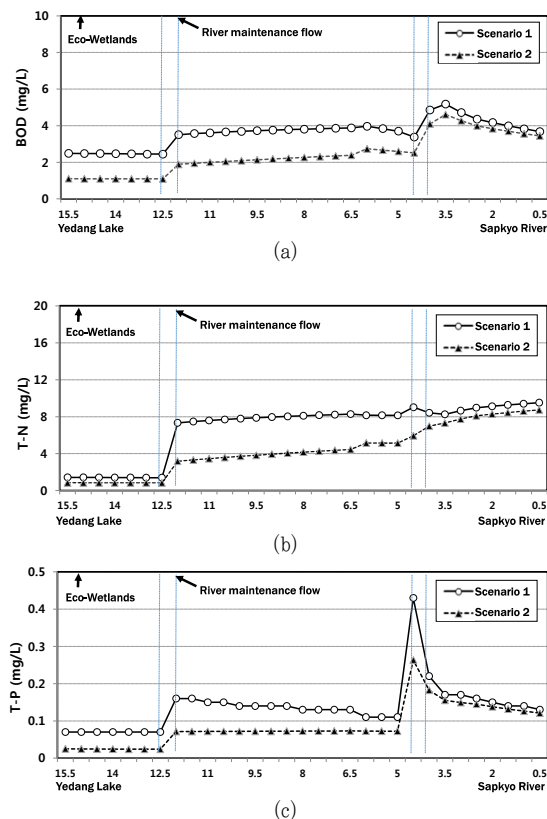 BOD (mg/L)
10
8
6
4
2
0
Eco-Wetlands
River maintenance flow
Scenario 1
Scenario 2
15.5 14 12.5 11 9.5 8 6.5 5 3.5 2 0.5
Yedang Lake Sapkyo River
(a)
T-N (mg/L)
20
16
12
8
4
0
Eco-Wetlands
River maintenance flow
Scenario 1
Scenario 2
15.5 14 12.5 11 9.5 8 6.5 5 3.5 2 0.5
Yedang Lake Sapkyo River
(b)
T-P (mg/L)
0.5
0.4
0.3
0.2
0.1
0
Eco-Wetlands
River maintenance flow
Scenario 1
Scenario 2
15.5 14 12.5 11 9.5 8 6.5 5 3.5 2 0.5
Yedang Lake Sapkyo River
(c)